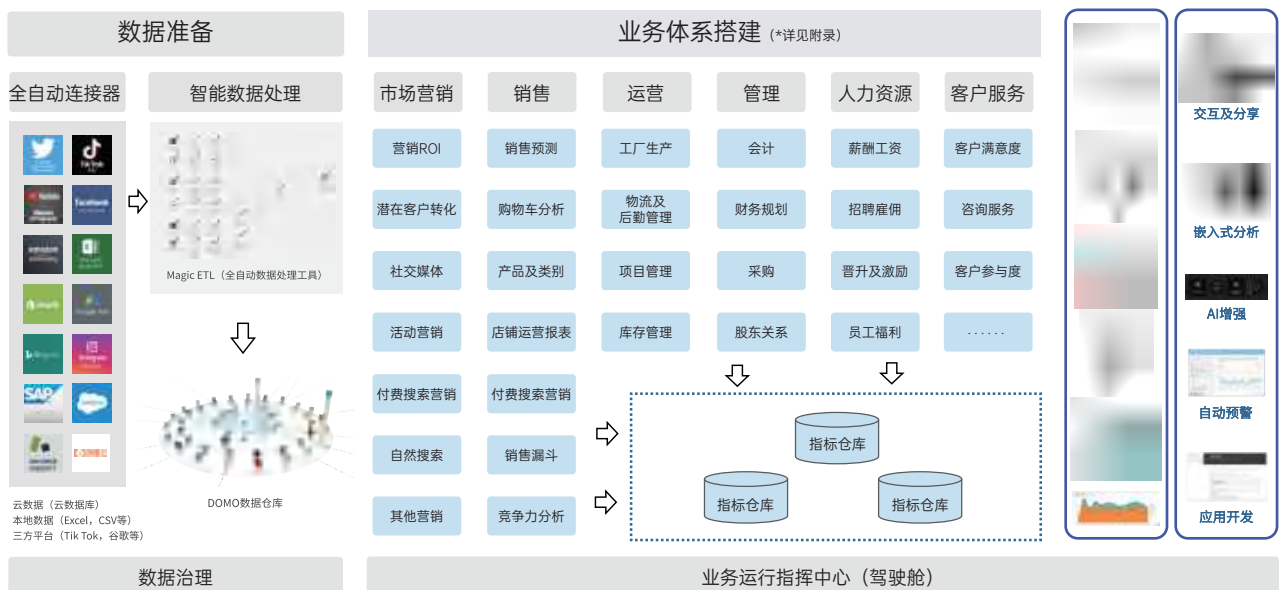 数据准备
业务体系搭建（*详见附录）
全自动连接器
智能数据处理
市场营销
销售
运营
管理
人力资源
客户服务
营销ROI
销售预测
工厂生产
会计
薪酬工资
客户满意度
潜在客户转化
购物车分析
物流及
后勤管理
财务规划
招聘雇佣
咨询服务
社交媒体
产品及类别
项目管理
采购
晋升及激励
客户参与度
活动营销
店铺运营报表
库存管理
股东关系
员工福利
······
付费搜索营销
付费搜索营销
自然搜索
销售漏斗
其他营销
竞争力分析
TikTok
facebook
SAP
Magic ETL（全自动数据处理工具）
DOMO数据仓库
云数据（云数据库）
本地数据（Excel，CSV等）
三方平台（Tik Tok，谷歌等）
指标仓库
指标仓库
指标仓库
交互及分享
嵌入式分析
AI增强
自动预警
应用开发
数据治理
业务运行指挥中心（驾驶舱）